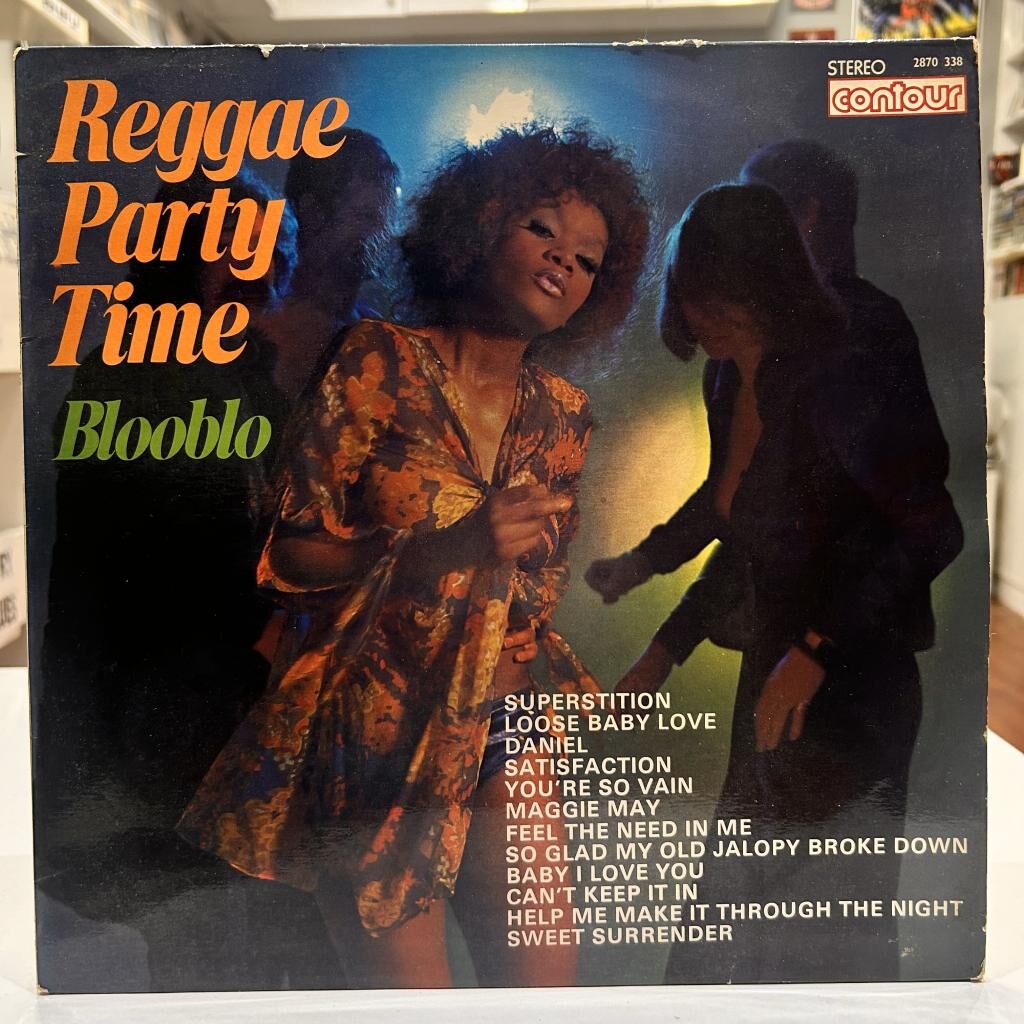 Reggae
Party
Time
Blooblo
STEREO 2870 338
contour
SUPERSTITION
LOOSE BABY LOVE
DANIEL
SATISFACTION
YOU'RE SO VAIN
MAGGIE MAY
FEEL THE NEED IN ME
SO GLAD MY OLD JALOPY BROKE DOWN
BABY I LOVE YOU
CAN'T KEEP IT IN
HELP ME MAKE IT THROUGH THE NIGHT
SWEET SURRENDER